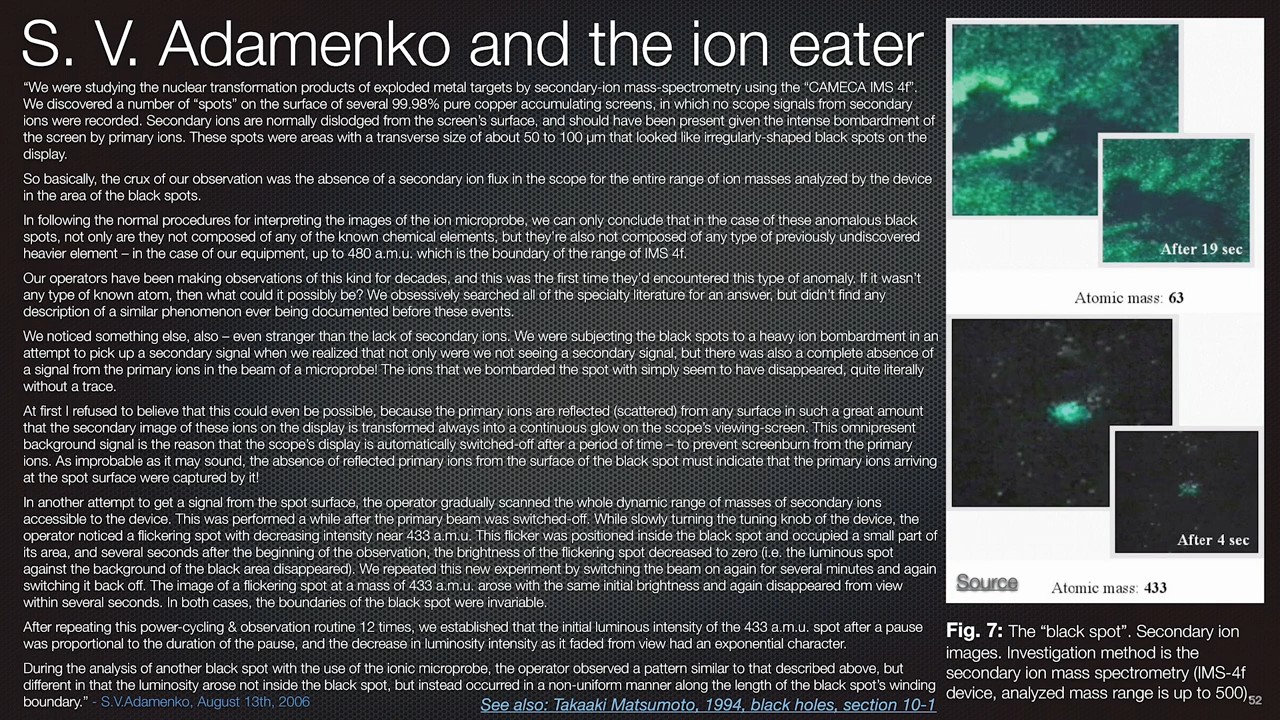 S. V. Adamenko and the ion eater
“We were studying the nuclear transformation products of exploded metal targets by secondary-ion mass-spectrometry using the “CAMECA IMS 4f”.
We discovered a number of “spots” on the surface of several 99.98% pure copper accumulating screens, in which no scope signals from secondary
ions were recorded. Secondary ions are normally dislodged from the screen’s surface, and should have been present given the intense bombardment of
the screen by primary ions. These spots were areas with a transverse size of about 50 to 100 µm that looked like irregularly-shaped black spots on the
display.
So basically, the crux of our observation was the absence of a secondary ion flux in the scope for the entire range of ion masses analyzed by the device
in the area of the black spots.
In following the normal procedures for interpreting the images of the ion microprobe, we can only conclude that in the case of these anomalous black
spots, not only are they not composed of any of the known chemical elements, but they’re also not composed of any type of previously undiscovered
heavier element – in the case of our equipment, up to 480 a.m.u. which is the boundary of the range of IMS 4f.
Our operators have been making observations of this kind for decades, and this was the first time they’d encountered this type of anomaly. If it wasn’t
any type of known atom, then what could it possibly be? We obsessively searched all of the specialty literature for an answer, but didn’t find any
description of a similar phenomenon ever being documented before these events.
We noticed something else, also – even stranger than the lack of secondary ions. We were subjecting the black spots to a heavy ion bombardment in an
attempt to pick up a secondary signal when we realized that not only were we not seeing a secondary signal, but there was also a complete absence of
a signal from the primary ions in the beam of a microprobe! The ions that we bombarded the spot with simply seem to have disappeared, quite literally
without a trace.
At first I refused to believe that this could even be possible, because the primary ions are reflected (scattered) from any surface in such a great amount
that the secondary image of these ions on the display is transformed always into a continuous glow on the scope’s viewing-screen. This omnipresent
background signal is the reason that the scope’s display is automatically switched-off after a period of time – to prevent screenburn from the primary
ions. As improbable as it may sound, the absence of reflected primary ions from the surface of the black spot must indicate that the primary ions arriving
at the spot surface were captured by it!
In another attempt to get a signal from the spot surface, the operator gradually scanned the whole dynamic range of masses of secondary ions
accessible to the device. This was performed a while after the primary beam was switched-off. While slowly turning the tuning knob of the device, the
operator noticed a flickering spot with decreasing intensity near 433 a.m.u. This flicker was positioned inside the black spot and occupied a small part of
its area, and several seconds after the beginning of the observation, the brightness of the flickering spot decreased to zero (i.e. the luminous spot
against the background of the black area disappeared). We repeated this new experiment by switching the beam on again for several minutes and again
switching it back off. The image of a flickering spot at a mass of 433 a.m.u. arose with the same initial brightness and again disappeared from view
within several seconds. In both cases, the boundaries of the black spot were invariable.
After repeating this power-cycling & observation routine 12 times, we established that the initial luminous intensity of the 433 a.m.u. spot after a pause
was proportional to the duration of the pause, and the decrease in luminosity intensity as it faded from view had an exponential character.
During the analysis of another black spot with the use of the ionic microprobe, the operator observed a pattern similar to that described above, but
different in that the luminosity arose not inside the black spot, but instead occurred in a non-uniform manner along the length of the black spot’s winding
boundary.” - S.V.Adamenko, August 13th, 2006
See also: Takaaki Matsumoto, 1994, black holes, section 10-1
After 19 sec
Atomic mass: 63
After 4 sec
Source
Atomic mass: 433
Fig. 7: The “black spot”. Secondary ion
images. Investigation method is the
secondary ion mass spectrometry (IMS-4f
device, analyzed mass range is up to 500).
52